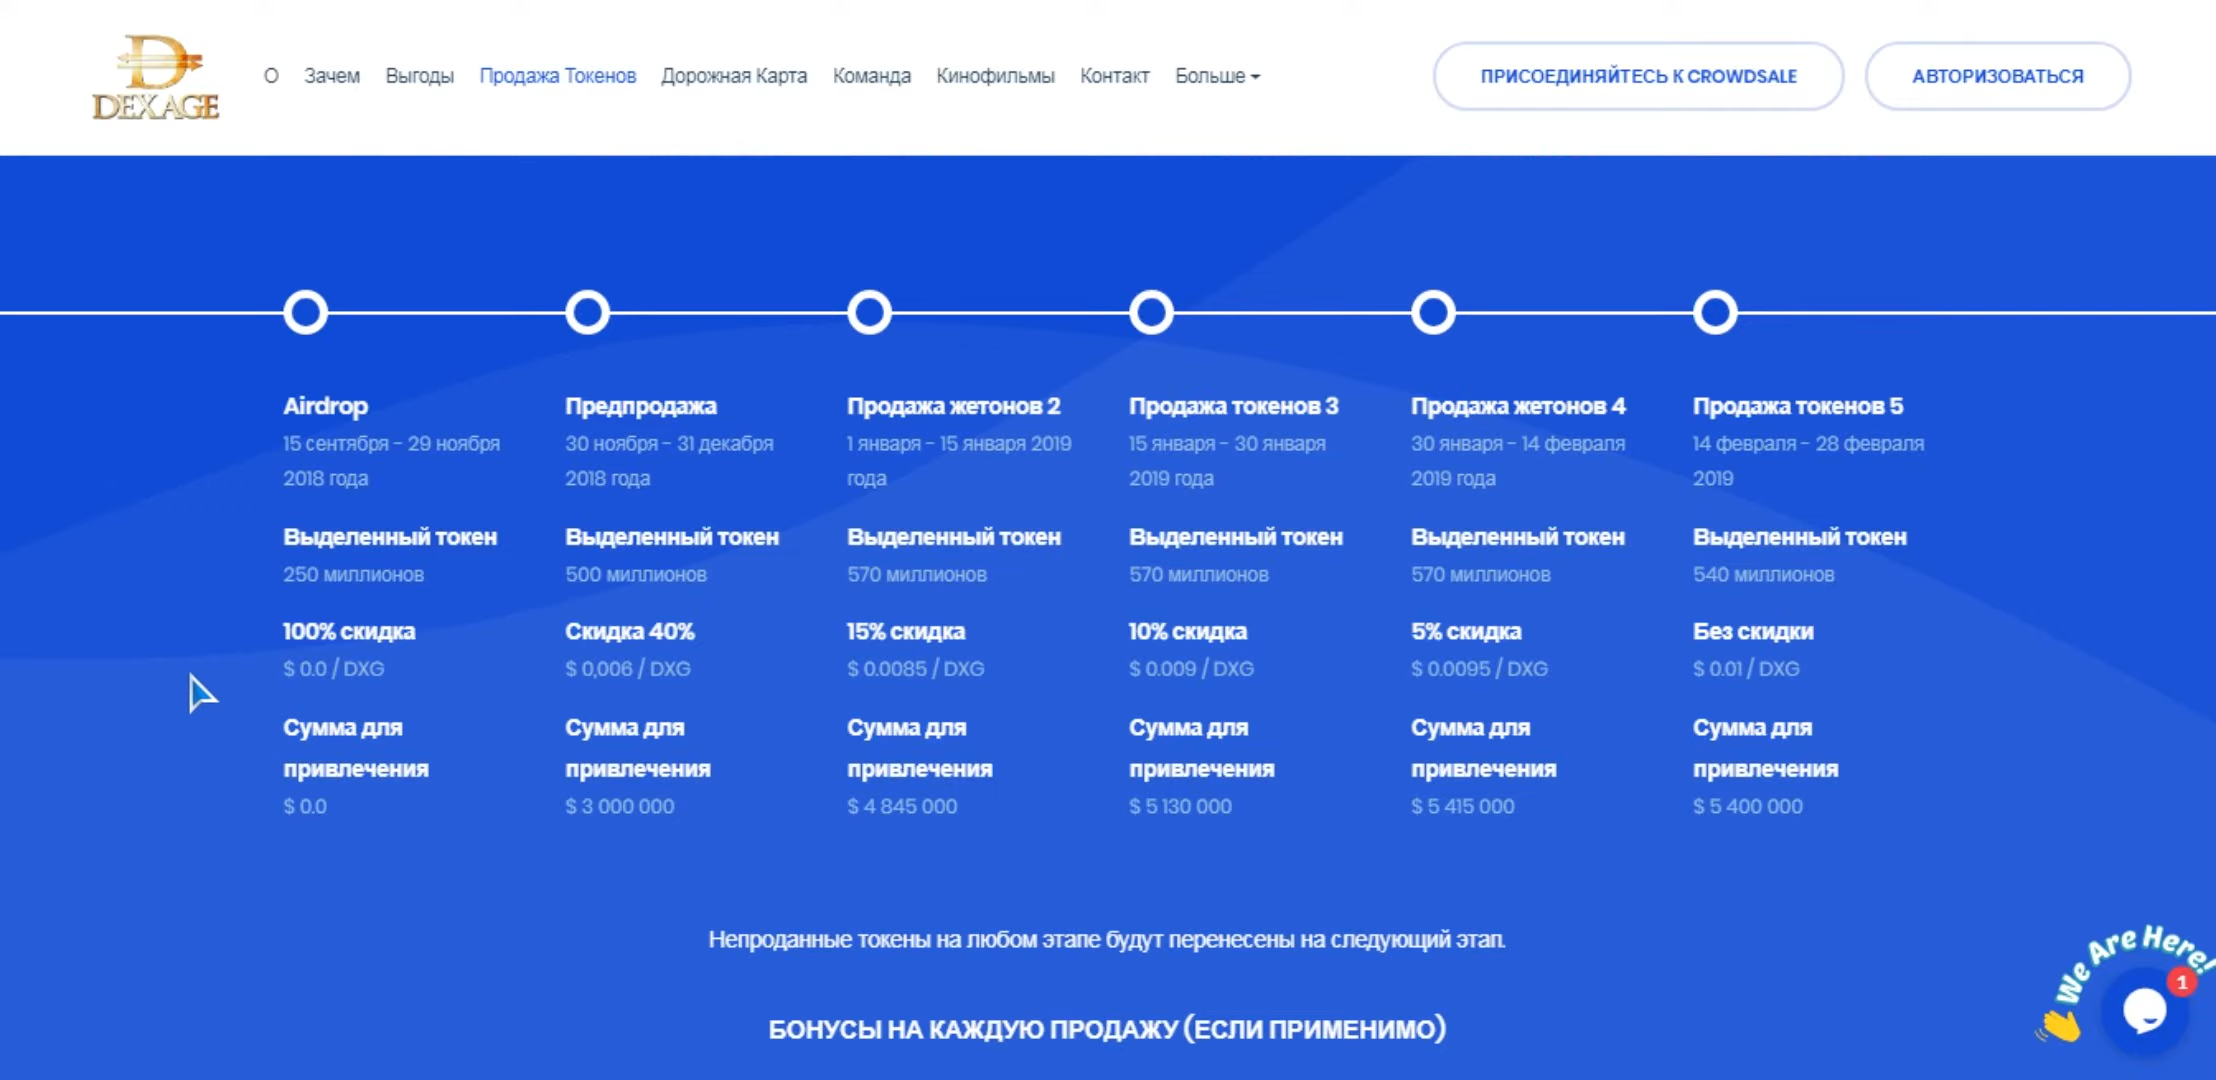 DEXAGE
О Зачем Выгоды Продажа Токенов Дорожная Карта Команда Кинофильмы Контакт Больше
ПРИСОЕДИНЯЙТЕСЬ К CROWDSALE
АВТОРИЗОВАТЬСЯ
Airdrop
15 сентября - 29 ноября
2018 года
Выделенный токен
250 миллионов
100% скидка
$ 0.0 / DXG
Сумма для
привлечения
$ 0.0
Предпродажа
30 ноября - 31 декабря
2018 года
Выделенный токен
500 миллионов
Скидка 40%
$ 0,006 / DXG
Сумма для
привлечения
$ 3 000 000
Продажа жетонов 2
1 января - 15 января 2019
года
Выделенный токен
570 миллионов
15% скидка
$ 0.0085 / DXG
Сумма для
привлечения
$ 4 845 000
Продажа токенов 3
15 января - 30 января
2019 года
Выделенный токен
570 миллионов
10% скидка
$ 0.009 / DXG
Сумма для
привлечения
$ 5 130 000
Продажа жетонов 4
30 января - 14 февраля
2019 года
Выделенный токен
570 миллионов
5% скидка
$ 0.0095 / DXG
Сумма для
привлечения
$ 5 415 000
Продажа токенов 5
14 февраля - 28 февраля
2019
Выделенный токен
540 миллионов
Без скидки
$ 0.01 / DXG
Сумма для
привлечения
$ 5 400 000
Непроданные токены на любом этапе будут перенесены на следующий этап.
БОНУСЫ НА КАЖДУЮ ПРОДАЖУ (ЕСЛИ ПРИМЕНИМО)
We Are Here!
1